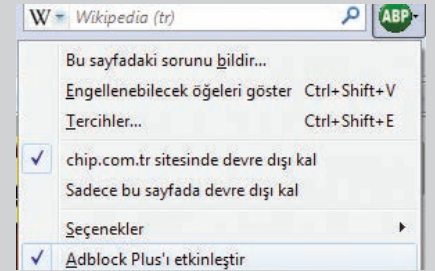 W Wikipedia (tr) ABP
Bu sayfadaki sorunu bildir...
Engellenebilecek öğeleri göster Ctrl+Shift+V
Tercihler... Ctrl+Shift+E
chip.com.tr sitesinde devre dışı kal
Sadece bu sayfada devre dışı kal
Seçenekler
Adblock Plus'ı etkinleştir